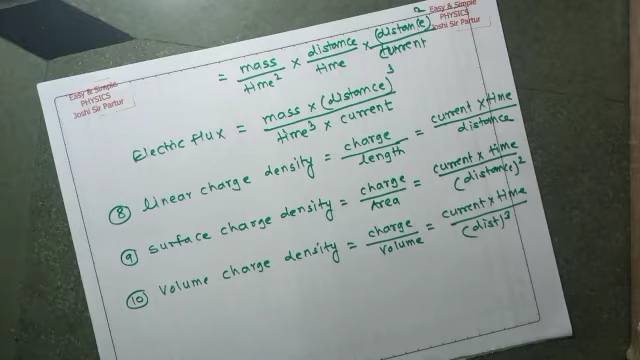 Easy & Simple
PHYSICS
Joshi Sir Partur
= mass / time² × distance / time × (distance)² / current
Easy & Simple
PHYSICS
Joshi Sir Partur
Electric flux = mass × (distance)³ / time³ × current
⑧ linear charge density = charge / length = current × time / distance
⑨ surface charge density = charge / Area = current × time / (distance)²
⑩ volume charge density = charge / volume = current × time / (dist)³